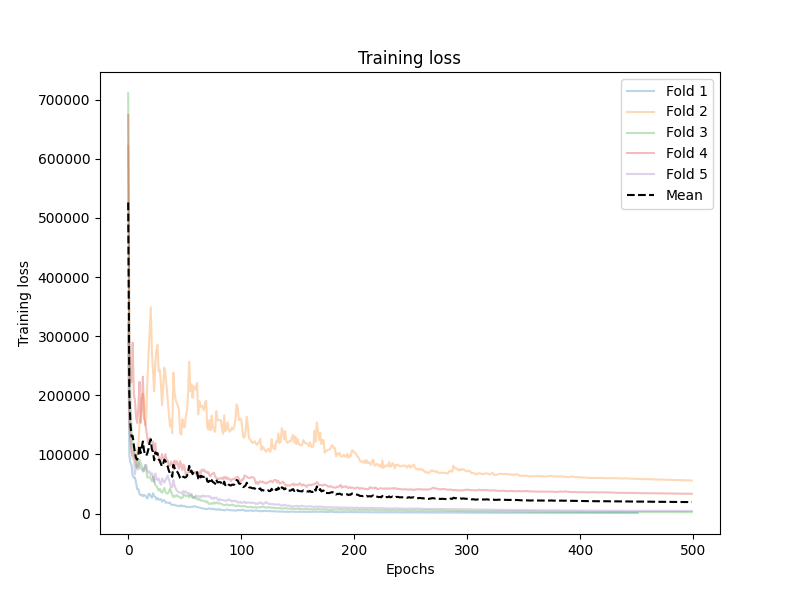 Training loss
Training loss
700000
600000
500000
400000
300000
200000
100000
0
0 100 200 300 400 500
Epochs
Fold 1
Fold 2
Fold 3
Fold 4
Fold 5
Mean